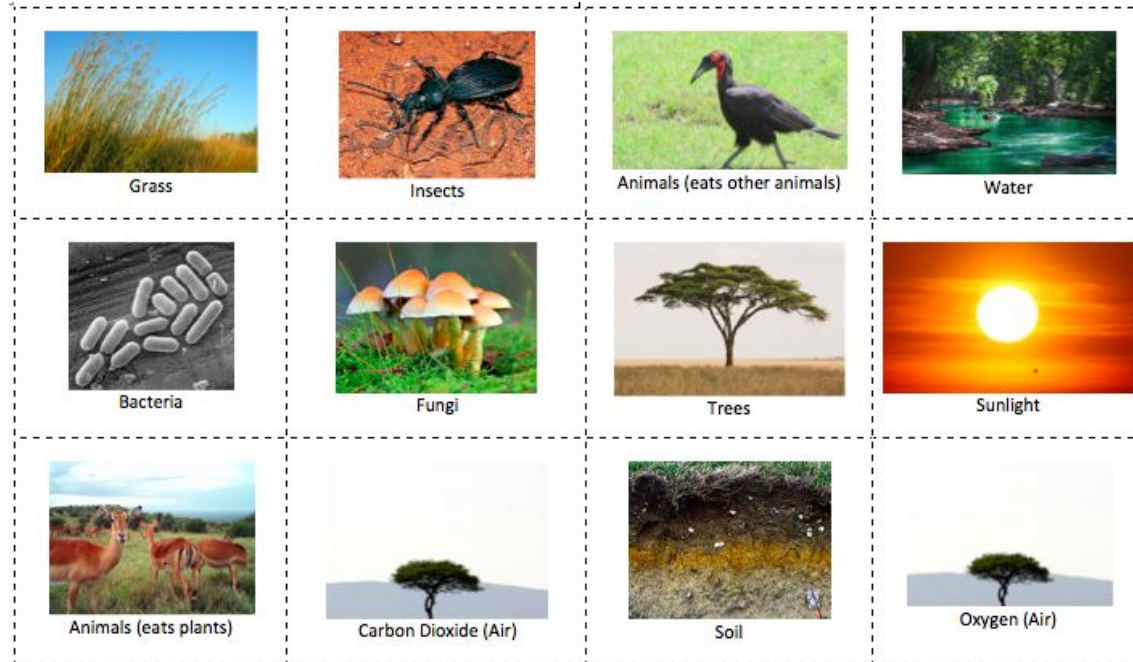 Grass
Insects
Animals (eats other animals)
Water
Bacteria
Fungi
Trees
Sunlight
Animals (eats plants)
Carbon Dioxide (Air)
Soil
Oxygen (Air)